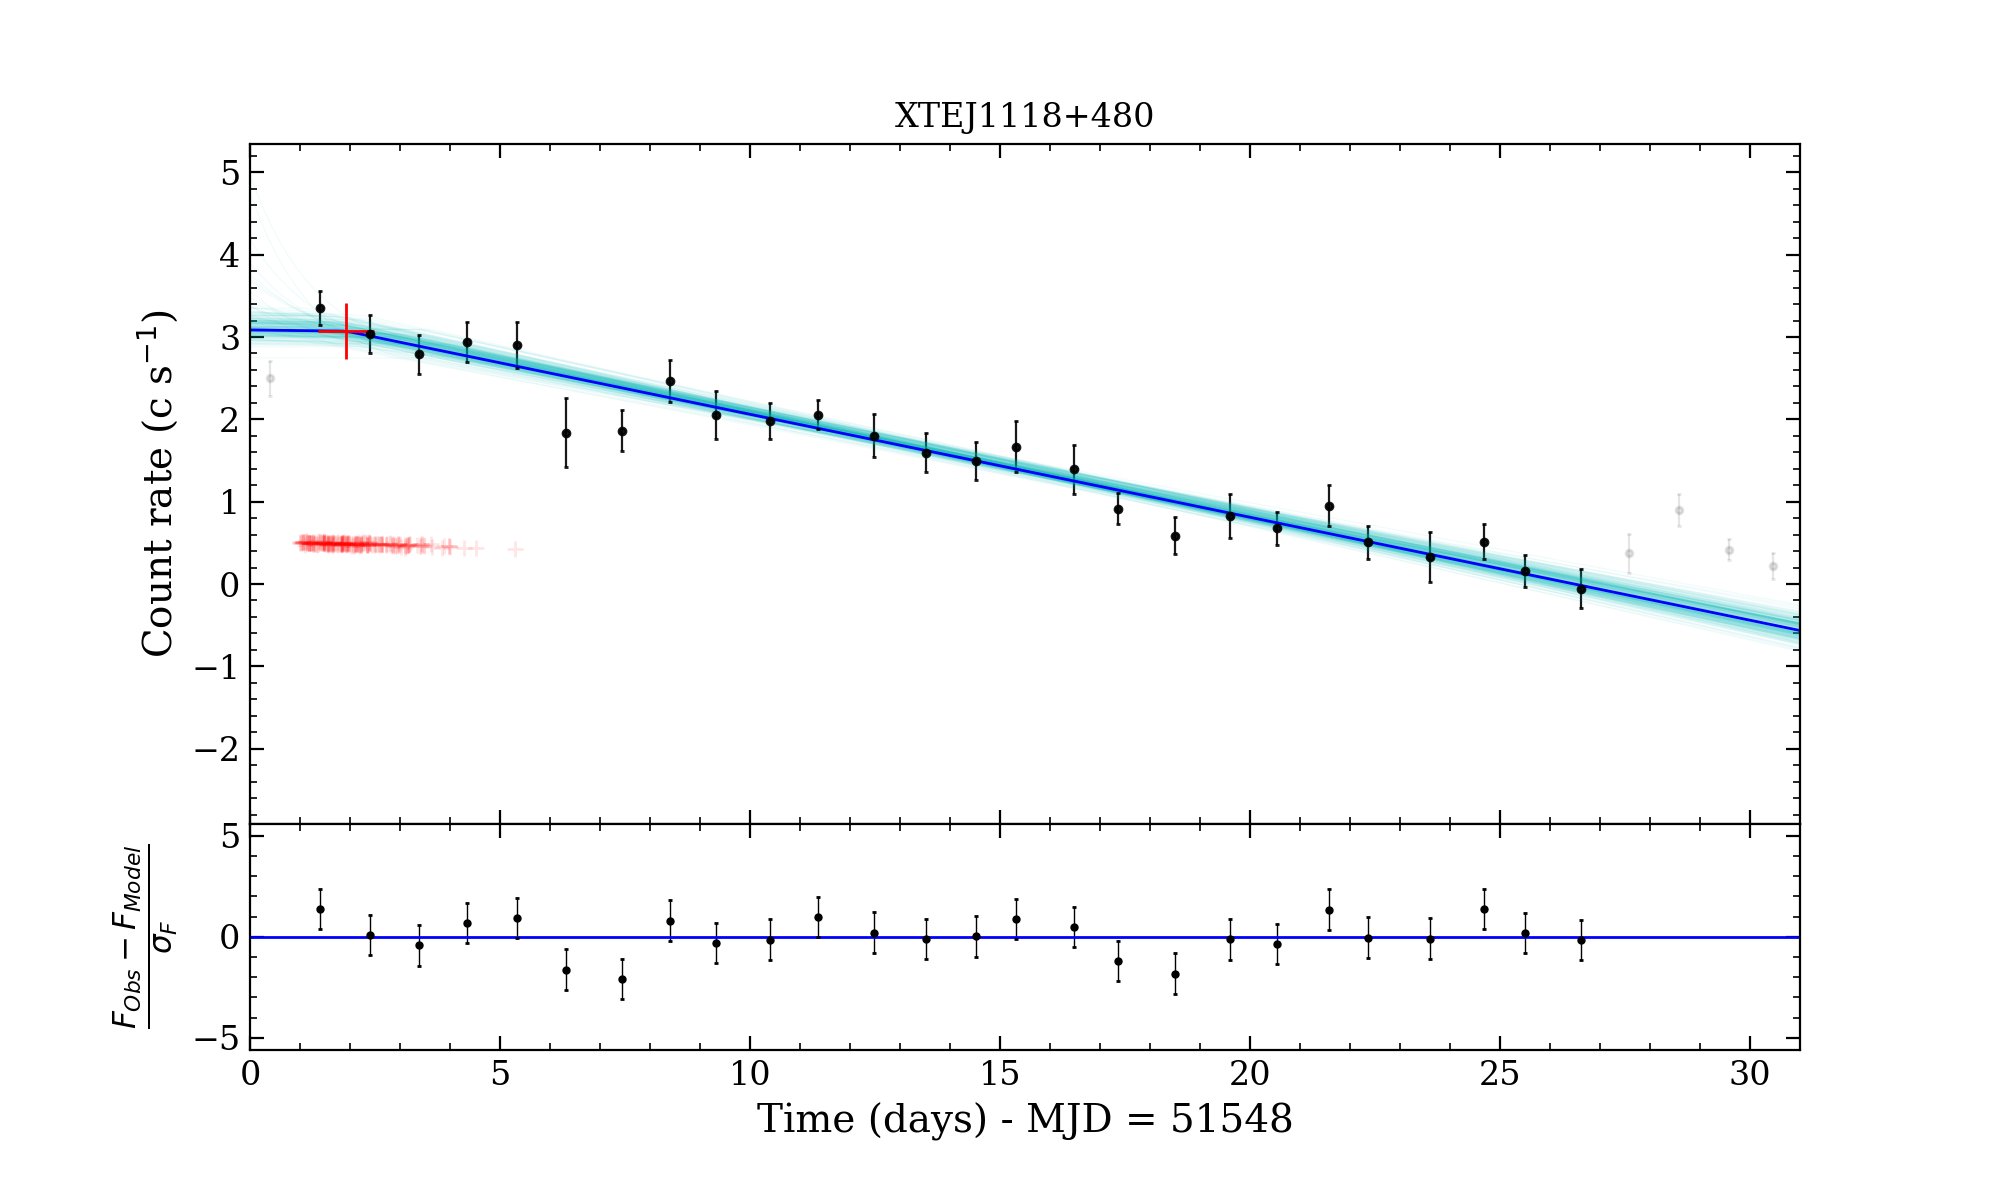 XTEJ1118+480
5
4
3
2
1
0
−1
−2
Count rate (c s⁻¹)
5
0
−5
F_Obs − F_Model
σ_F
0 5 10 15 20 25 30
Time (days) - MJD = 51548